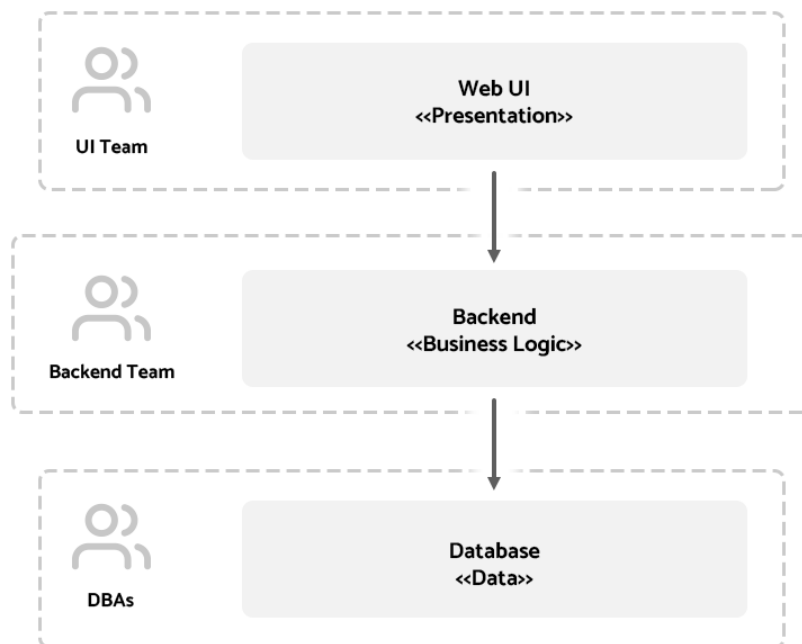 Web UI
<<Presentation>>
UI Team
Backend
<<Business Logic>>
Backend Team
Database
<<Data>>
DBAs